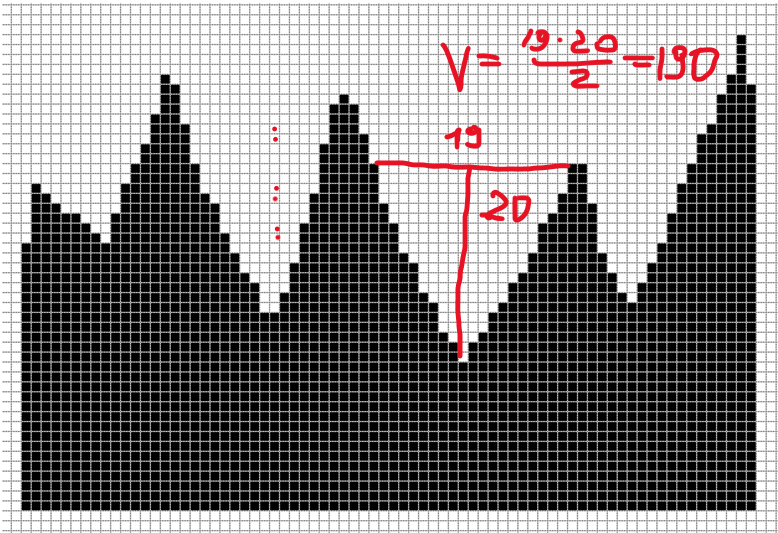 V = 19·20/2 = 190
19
20